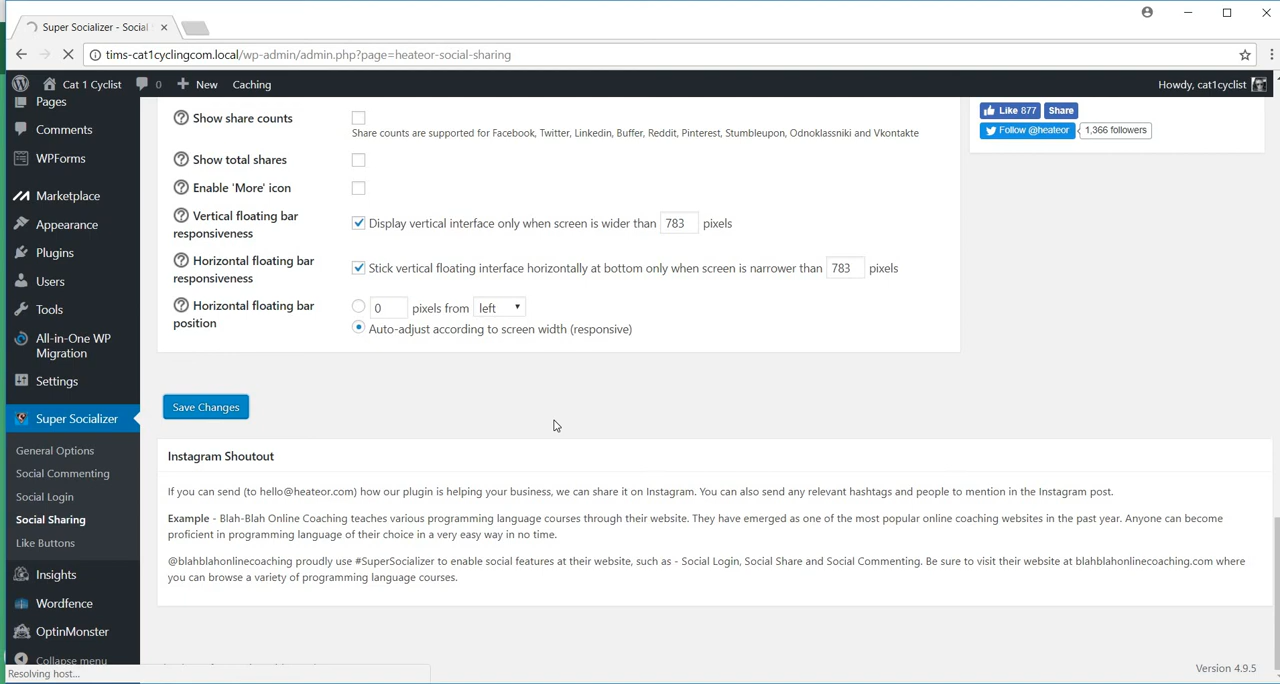 Super Socializer - Social
tims-cat1cyclingcom.local/wp-admin/admin.php?page=heateor-social-sharing
Cat 1 Cyclist 0 New Caching Howdy, cat1cyclist
Pages
Comments
WPForms
Marketplace
Appearance
Plugins
Users
Tools
All-in-One WP
Migration
Settings
Super Socializer
General Options
Social Commenting
Social Login
Social Sharing
Like Buttons
Insights
Wordfence
OptinMonster
Collapse menu
Resolving host...
Show share counts
Share counts are supported for Facebook, Twitter, Linkedin, Buffer, Reddit, Pinterest, Stumbleupon, Odnoklassniki and Vkontakte
Show total shares
Enable 'More' icon
Vertical floating bar
responsiveness
Display vertical interface only when screen is wider than 783 pixels
Horizontal floating bar
responsiveness
Stick vertical floating interface horizontally at bottom only when screen is narrower than 783 pixels
Horizontal floating bar
position
0 pixels from left
Auto-adjust according to screen width (responsive)
Like 877 Share
Follow @heateor 1,366 followers
Save Changes
Instagram Shoutout
If you can send (to hello@heateor.com) how our plugin is helping your business, we can share it on Instagram. You can also send any relevant hashtags and people to mention in the Instagram post.
Example - Blah-Blah Online Coaching teaches various programming language courses through their website. They have emerged as one of the most popular online coaching websites in the past year. Anyone can become
proficient in programming language of their choice in a very easy way in no time.
@blahblahonlinecoaching proudly use #SuperSocializer to enable social features at their website, such as - Social Login, Social Share and Social Commenting. Be sure to visit their website at blahblahonlinecoaching.com where
you can browse a variety of programming language courses.
Version 4.9.5